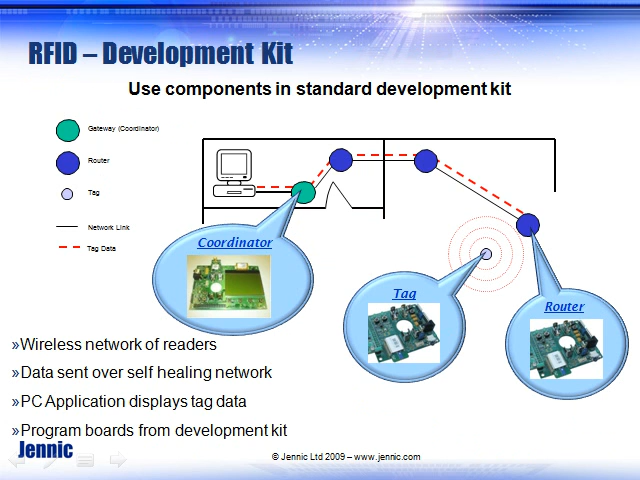 RFID – Development Kit
Use components in standard development kit
Gateway (Coordinator)
Router
Tag
Network Link
Tag Data
Coordinator
Tag
Router
»Wireless network of readers
»Data sent over self healing network
»PC Application displays tag data
»Program boards from development kit
Jennic
© Jennic Ltd 2009 – www.jennic.com